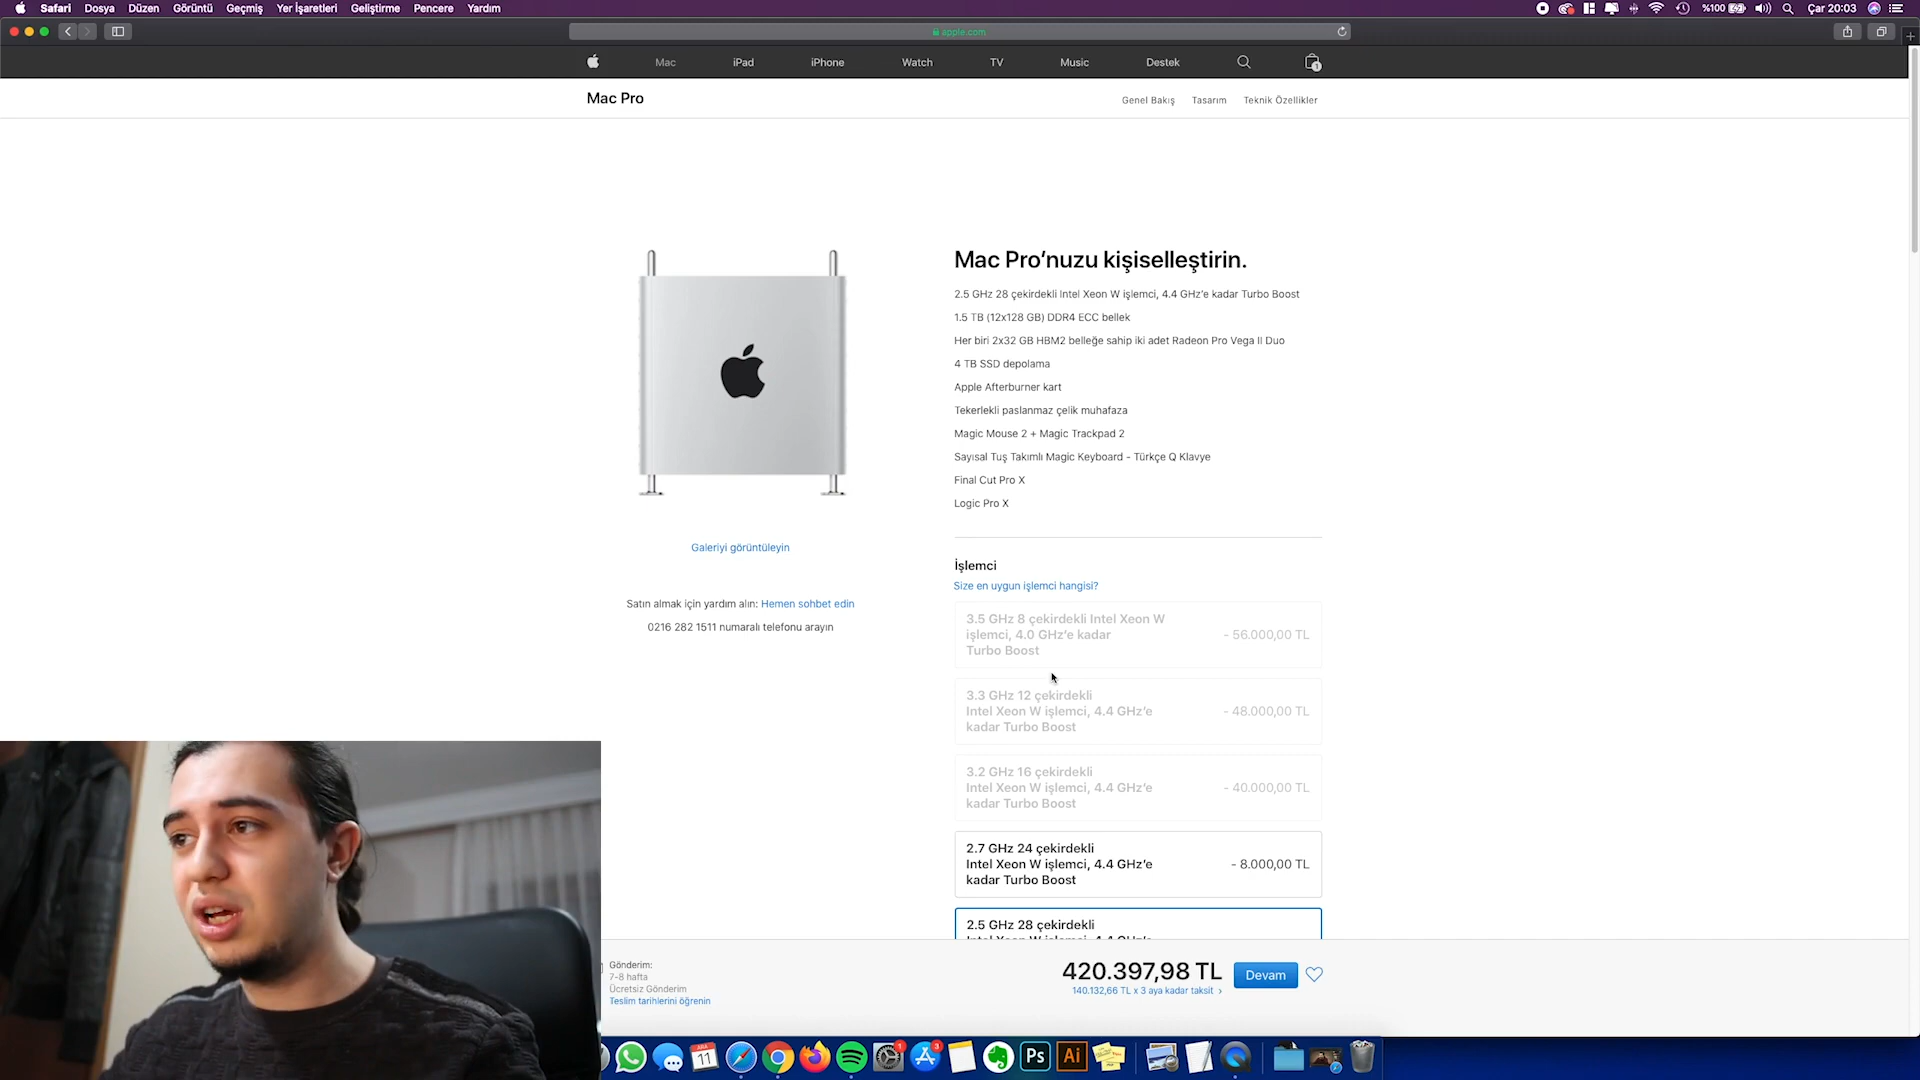 Safari Dosya Düzen Görüntü Geçmiş Yer İşaretleri Geliştirme Pencere Yardım
%100 Çar 20:03
apple.com
Mac iPad iPhone Watch TV Music Destek
1
Mac Pro
Genel Bakış Tasarım Teknik Özellikler
Mac Pro’nuzu kişiselleştirin.
2.5 GHz 28 çekirdekli Intel Xeon W işlemci, 4.4 GHz’e kadar Turbo Boost
1.5 TB (12x128 GB) DDR4 ECC bellek
Her biri 2x32 GB HBM2 belleğe sahip iki adet Radeon Pro Vega II Duo
4 TB SSD depolama
Apple Afterburner kart
Tekerlekli paslanmaz çelik muhafaza
Magic Mouse 2 + Magic Trackpad 2
Sayısal Tuş Takımlı Magic Keyboard - Türkçe Q Klavye
Final Cut Pro X
Logic Pro X
Galeriyi görüntüleyin
Satın almak için yardım alın: Hemen sohbet edin
0216 282 1511 numaralı telefonu arayın
İşlemci
Size en uygun işlemci hangisi?
3.5 GHz 8 çekirdekli Intel Xeon W
işlemci, 4.0 GHz’e kadar
Turbo Boost
- 56.000,00 TL
3.3 GHz 12 çekirdekli
Intel Xeon W işlemci, 4.4 GHz’e
kadar Turbo Boost
- 48.000,00 TL
3.2 GHz 16 çekirdekli
Intel Xeon W işlemci, 4.4 GHz’e
kadar Turbo Boost
- 40.000,00 TL
2.7 GHz 24 çekirdekli
Intel Xeon W işlemci, 4.4 GHz’e
kadar Turbo Boost
- 8.000,00 TL
2.5 GHz 28 çekirdekli
Gönderim:
7-8 hafta
Ücretsiz Gönderim
Teslim tarihlerini öğrenin
420.397,98 TL
140.132,66 TL x 3 aya kadar taksit ›
Devam
ARA
11
1
3
Ps
Ai